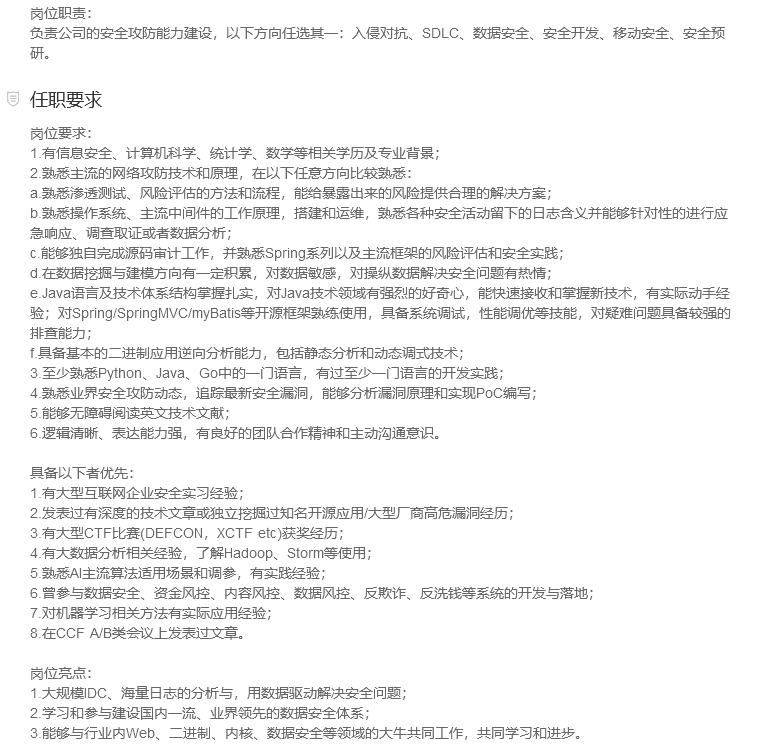 岗位职责：
负责公司的安全攻防能力建设，以下方向任选其一：入侵对抗、SDLC、数据安全、安全开发、移动安全、安全预
研。
任职要求
岗位要求：
1.有信息安全、计算机科学、统计学、数学等相关学历及专业背景；
2.熟悉主流的网络攻防技术和原理，在以下任意方向比较熟悉：
a.熟悉渗透测试、风险评估的方法和流程，能给暴露出来的风险提供合理的解决方案；
b.熟悉操作系统、主流中间件的工作原理，搭建和运维，熟悉各种安全活动留下的日志含义并能够针对性的进行应
急响应、调查取证或者数据分析；
c.能够独自完成源码审计工作，并熟悉Spring系列以及主流框架的风险评估和安全实践；
d.在数据挖掘与建模方向有一定积累，对数据敏感，对操纵数据解决安全问题有热情；
e.Java语言及技术体系结构掌握扎实，对Java技术领域有强烈的好奇心，能快速接收和掌握新技术，有实际动手经
验；对Spring/SpringMVC/myBatis等开源框架熟练使用，具备系统调试，性能调优等技能，对疑难问题具备较强的
排查能力；
f.具备基本的二进制应用逆向分析能力，包括静态分析和动态调式技术；
3.至少熟悉Python、Java、Go中的一门语言，有过至少一门语言的开发实践；
4.熟悉业界安全攻防动态，追踪最新安全漏洞，能够分析漏洞原理和实现PoC编写；
5.能够无障碍阅读英文技术文献；
6.逻辑清晰、表达能力强，有良好的团队合作精神和主动沟通意识。
具备以下者优先：
1.有大型互联网企业安全实习经验；
2.发表过有深度的技术文章或独立挖掘过知名开源应用/大型厂商高危漏洞经历；
3.有大型CTF比赛(DEFCON，XCTF etc)获奖经历；
4.有大数据分析相关经验，了解Hadoop、Storm等使用；
5.熟悉AI主流算法适用场景和调参，有实践经验；
6.曾参与数据安全、资金风控、内容风控、数据风控、反欺诈、反洗钱等系统的开发与落地；
7.对机器学习相关方法有实际应用经验；
8.在CCF A/B类会议上发表过文章。
岗位亮点：
1.大规模IDC、海量日志的分析与，用数据驱动解决安全问题；
2.学习和参与建设国内一流、业界领先的数据安全体系；
3.能够与行业内Web、二进制、内核、数据安全等领域的大牛共同工作，共同学习和进步。